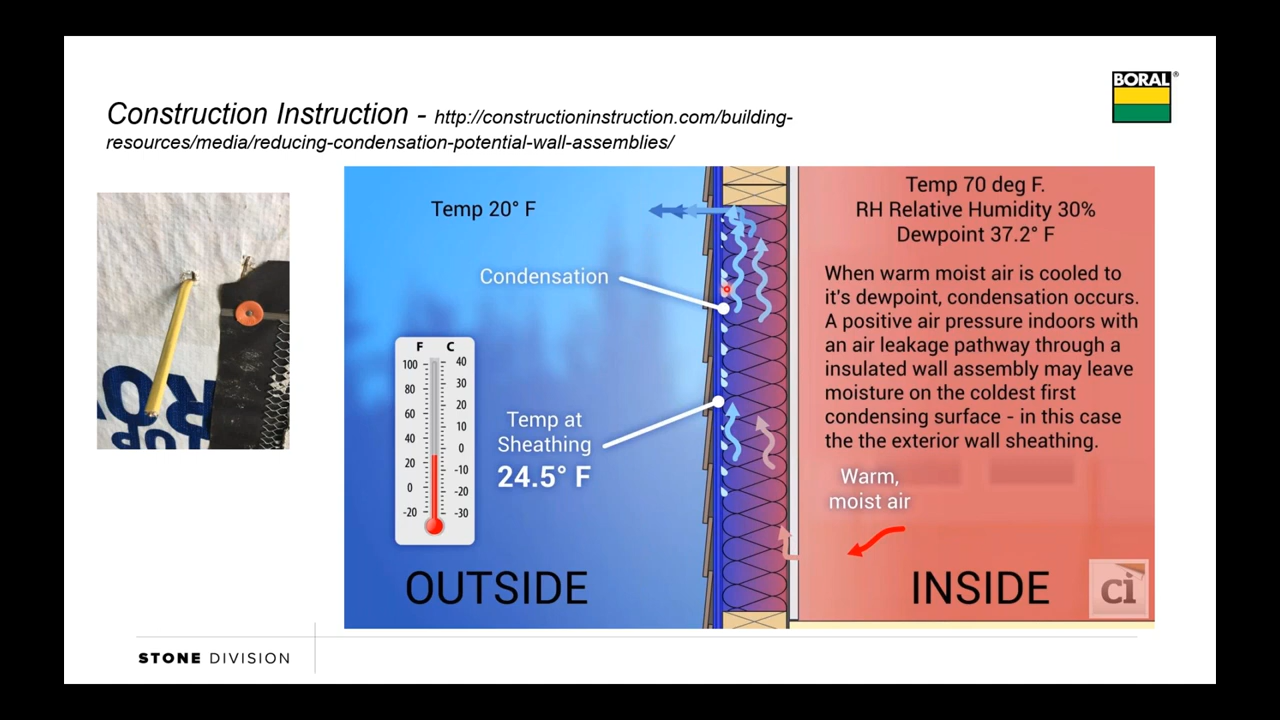 BORAL®
Construction Instruction - http://constructioninstruction.com/building-
resources/media/reducing-condensation-potential-wall-assemblies/
Temp 20° F
Condensation
F C
100
80
60
40
20
0
-20
40
30
20
10
0
-10
-20
-30
Temp at
Sheathing
24.5° F
OUTSIDE
Temp 70 deg F.
RH Relative Humidity 30%
Dewpoint 37.2° F
When warm moist air is cooled to
it's dewpoint, condensation occurs.
A positive air pressure indoors with
an air leakage pathway through a
insulated wall assembly may leave
moisture on the coldest first
condensing surface - in this case
the the exterior wall sheathing.
Warm,
moist air
INSIDE
ci
STONE DIVISION